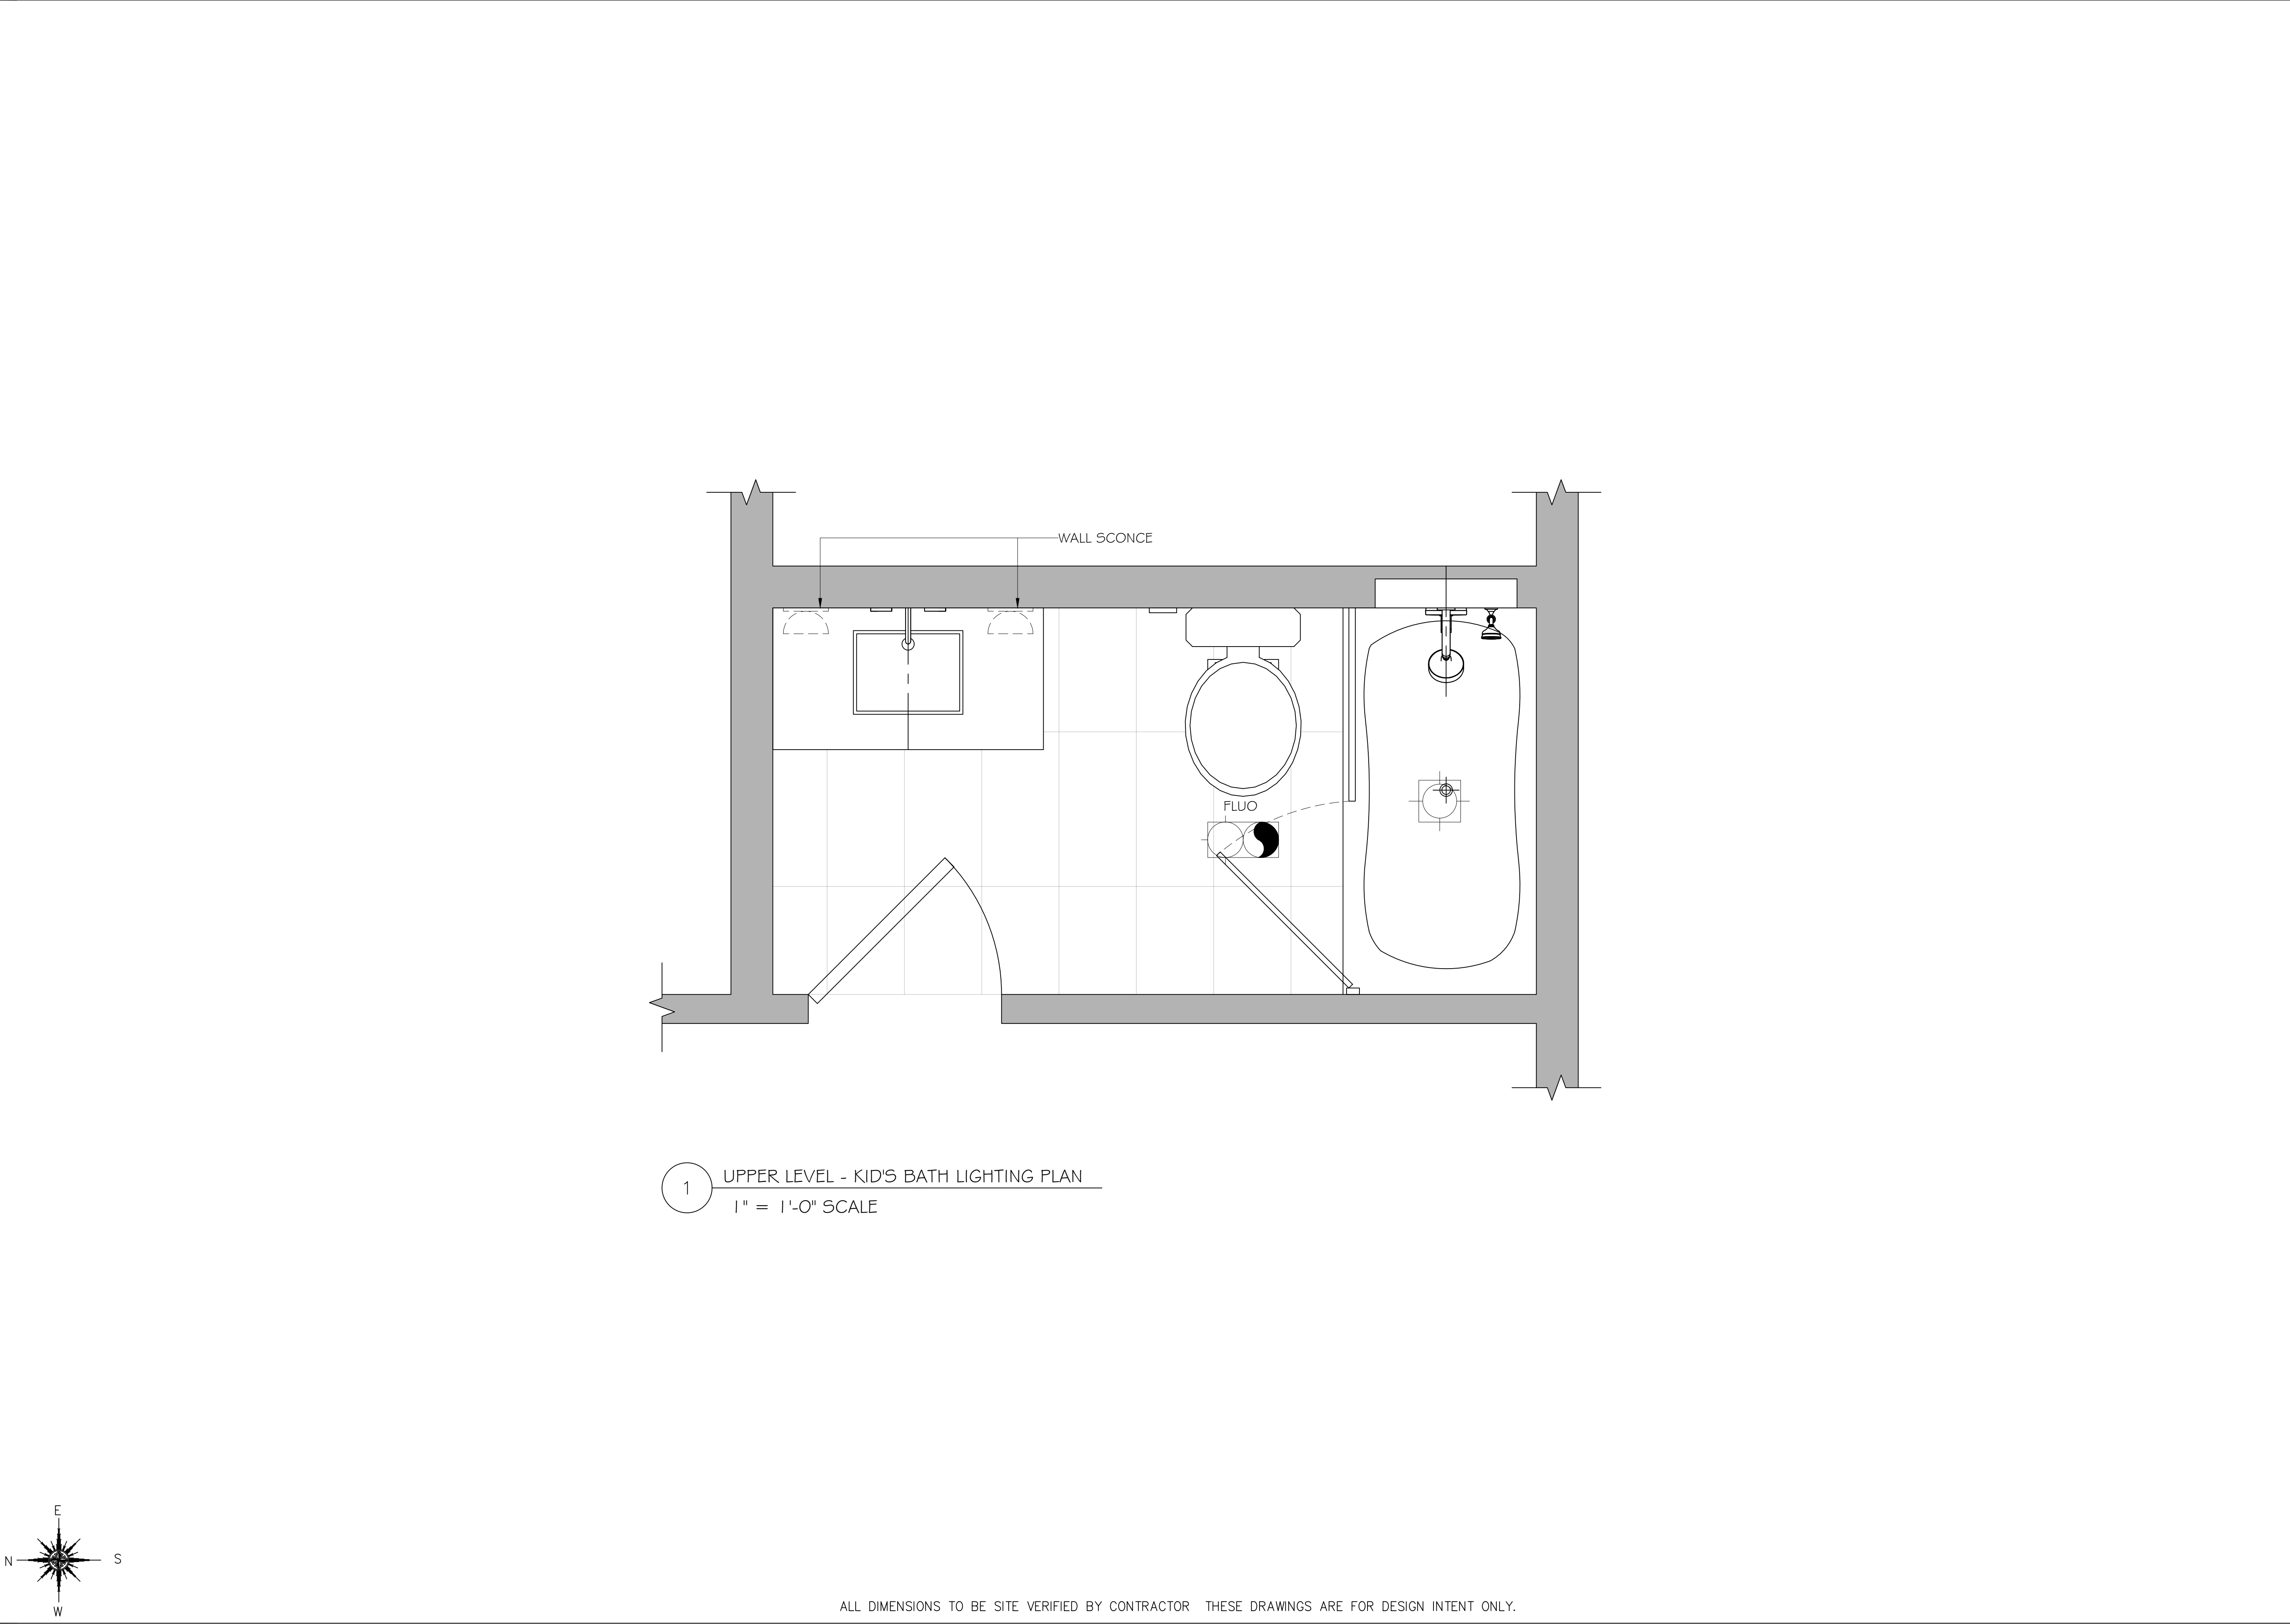 WALL SCONCE
FLUO
1
UPPER LEVEL - KID'S BATH LIGHTING PLAN
1" = 1'-0" SCALE
E
N
S
W
ALL DIMENSIONS TO BE SITE VERIFIED BY CONTRACTOR THESE DRAWINGS ARE FOR DESIGN INTENT ONLY.